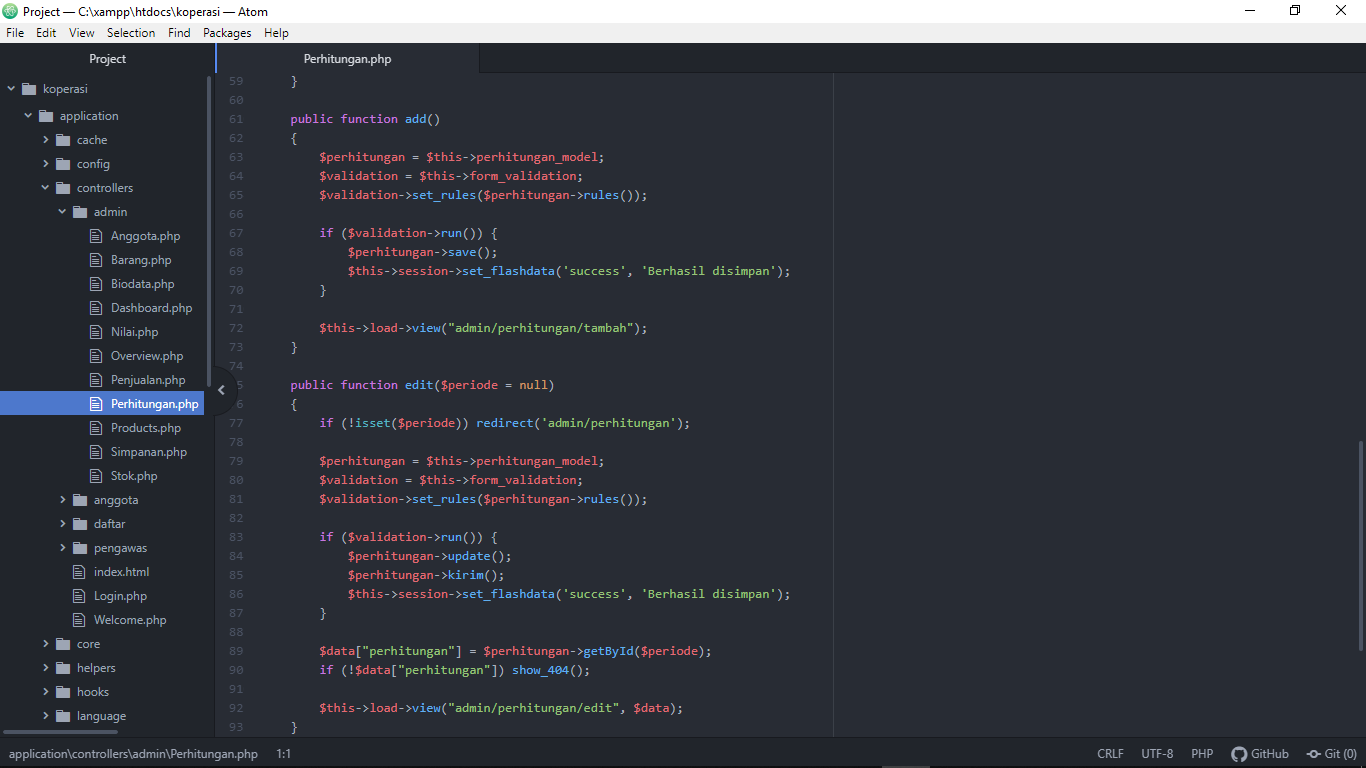 Project — C:\xampp\htdocs\koperasi — Atom
File Edit View Selection Find Packages Help
Project
koperasi
application
cache
config
controllers
admin
Anggota.php
Barang.php
Biodata.php
Dashboard.php
Nilai.php
Overview.php
Penjualan.php
Perhitungan.php
Products.php
Simpanan.php
Stok.php
anggota
daftar
pengawas
index.html
Login.php
Welcome.php
core
helpers
hooks
language
Perhitungan.php
59 }
60
61 public function add()
62 {
63 $perhitungan = $this->perhitungan_model;
64 $validation = $this->form_validation;
65 $validation->set_rules($perhitungan->rules());
66
67 if ($validation->run()) {
68 $perhitungan->save();
69 $this->session->set_flashdata('success', 'Berhasil disimpan');
70 }
71
72 $this->load->view("admin/perhitungan/tambah");
73 }
74
5 public function edit($periode = null)
6 {
77 if (!isset($periode)) redirect('admin/perhitungan');
78
79 $perhitungan = $this->perhitungan_model;
80 $validation = $this->form_validation;
81 $validation->set_rules($perhitungan->rules());
82
83 if ($validation->run()) {
84 $perhitungan->update();
85 $perhitungan->kirim();
86 $this->session->set_flashdata('success', 'Berhasil disimpan');
87 }
88
89 $data["perhitungan"] = $perhitungan->getById($periode);
90 if (!$data["perhitungan"]) show_404();
91
92 $this->load->view("admin/perhitungan/edit", $data);
93 }
application\controllers\admin\Perhitungan.php 1:1 CRLF UTF-8 PHP GitHub Git (0)